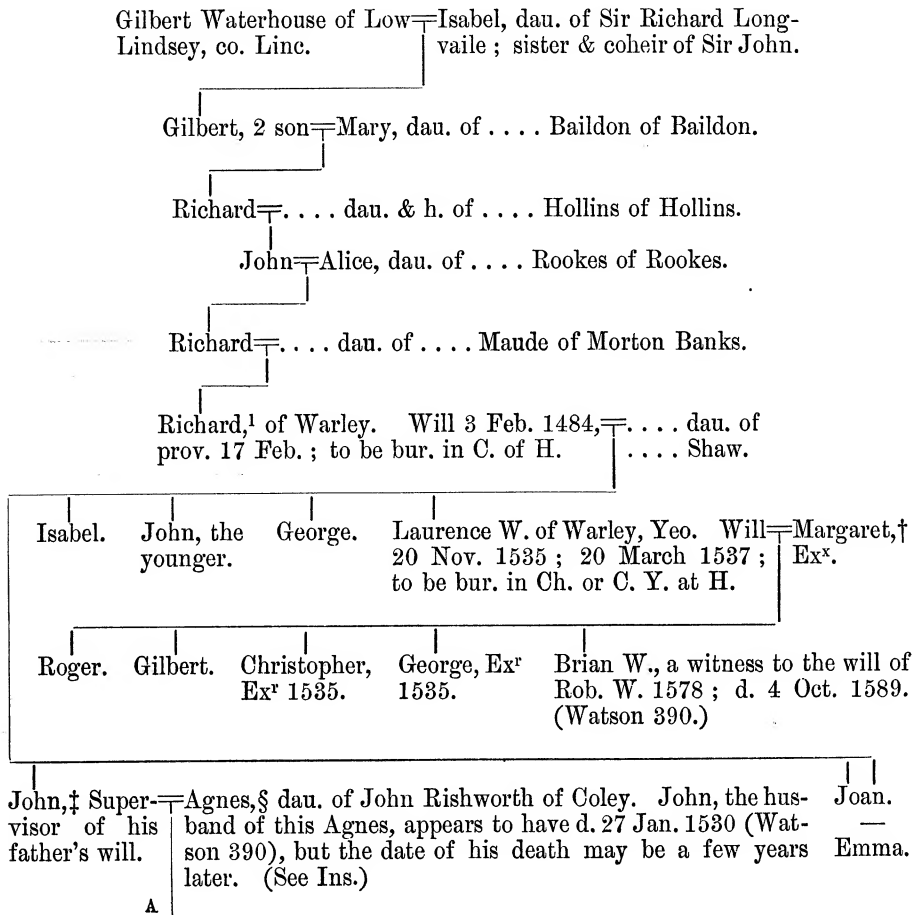 Gilbert Waterhouse of Low=Isabel, dau. of Sir Richard Long-
Lindsey, co. Linc. vaile ; sister & coheir of Sir John.
Gilbert, 2 son=Mary, dau. of . . . . Baildon of Baildon.
Richard=. . . . dau. & h. of . . . . Hollins of Hollins.
John=Alice, dau. of . . . . Rookes of Rookes.
Richard=. . . . dau. of . . . . Maude of Morton Banks.
Richard,¹ of Warley. Will 3 Feb. 1484,=. . . . dau. of
prov. 17 Feb. ; to be bur. in C. of H. . . . . Shaw.
Isabel.
John, the
younger.
George.
Laurence W. of Warley, Yeo. Will=Margaret,†
20 Nov. 1535 ; 20 March 1537 ; Exˣ.
to be bur. in Ch. or C. Y. at H.
Roger.
Gilbert.
Christopher,
Exʳ 1535.
George, Exʳ
1535.
Brian W., a witness to the will of
Rob. W. 1578 ; d. 4 Oct. 1589.
(Watson 390.)
John,‡ Super-
visor of his
father's will.
=Agnes,§ dau. of John Rishworth of Coley. John, the hus-
band of this Agnes, appears to have d. 27 Jan. 1530 (Wat-
son 390), but the date of his death may be a few years
later. (See Ins.)
Joan.
—
Emma.
A